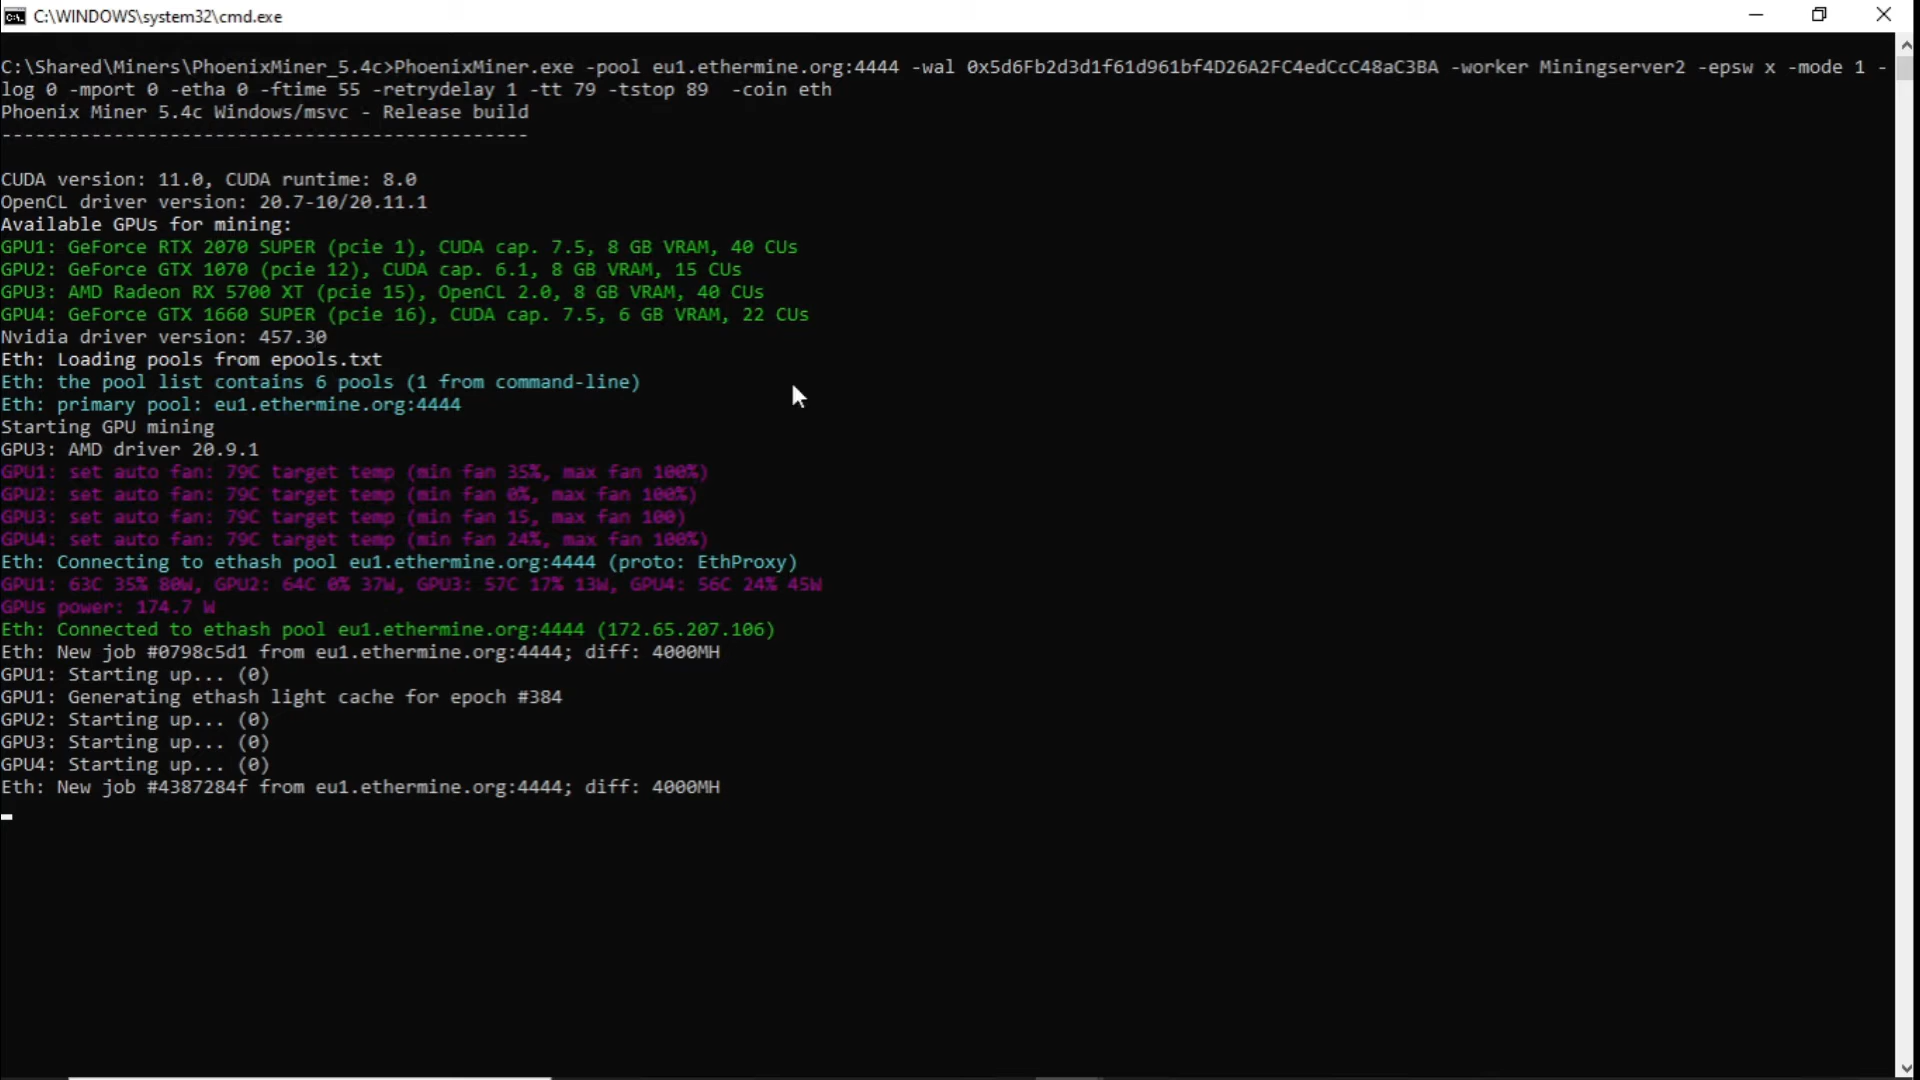 C:\WINDOWS\system32\cmd.exe
C:\Shared\Miners\PhoenixMiner_5.4c>PhoenixMiner.exe -pool eu1.ethermine.org:4444 -wal 0x5d6Fb2d3d1f61d961bf4D26A2FC4edCcC48aC3BA -worker Miningserver2 -epsw x -mode 1 -
log 0 -mport 0 -etha 0 -ftime 55 -retrydelay 1 -tt 79 -tstop 89  -coin eth
Phoenix Miner 5.4c Windows/msvc - Release build
-----------------------------------------------
CUDA version: 11.0, CUDA runtime: 8.0
OpenCL driver version: 20.7-10/20.11.1
Available GPUs for mining:
GPU1: GeForce RTX 2070 SUPER (pcie 1), CUDA cap. 7.5, 8 GB VRAM, 40 CUs
GPU2: GeForce GTX 1070 (pcie 12), CUDA cap. 6.1, 8 GB VRAM, 15 CUs
GPU3: AMD Radeon RX 5700 XT (pcie 15), OpenCL 2.0, 8 GB VRAM, 40 CUs
GPU4: GeForce GTX 1660 SUPER (pcie 16), CUDA cap. 7.5, 6 GB VRAM, 22 CUs
Nvidia driver version: 457.30
Eth: Loading pools from epools.txt
Eth: the pool list contains 6 pools (1 from command-line)
Eth: primary pool: eu1.ethermine.org:4444
Starting GPU mining
GPU3: AMD driver 20.9.1
GPU1: set auto fan: 79C target temp (min fan 35%, max fan 100%)
GPU2: set auto fan: 79C target temp (min fan 0%, max fan 100%)
GPU3: set auto fan: 79C target temp (min fan 15, max fan 100)
GPU4: set auto fan: 79C target temp (min fan 24%, max fan 100%)
Eth: Connecting to ethash pool eu1.ethermine.org:4444 (proto: EthProxy)
GPU1: 63C 35% 80W, GPU2: 64C 0% 37W, GPU3: 57C 17% 13W, GPU4: 56C 24% 45W
GPUs power: 174.7 W
Eth: Connected to ethash pool eu1.ethermine.org:4444 (172.65.207.106)
Eth: New job #0798c5d1 from eu1.ethermine.org:4444; diff: 4000MH
GPU1: Starting up... (0)
GPU1: Generating ethash light cache for epoch #384
GPU2: Starting up... (0)
GPU3: Starting up... (0)
GPU4: Starting up... (0)
Eth: New job #4387284f from eu1.ethermine.org:4444; diff: 4000MH